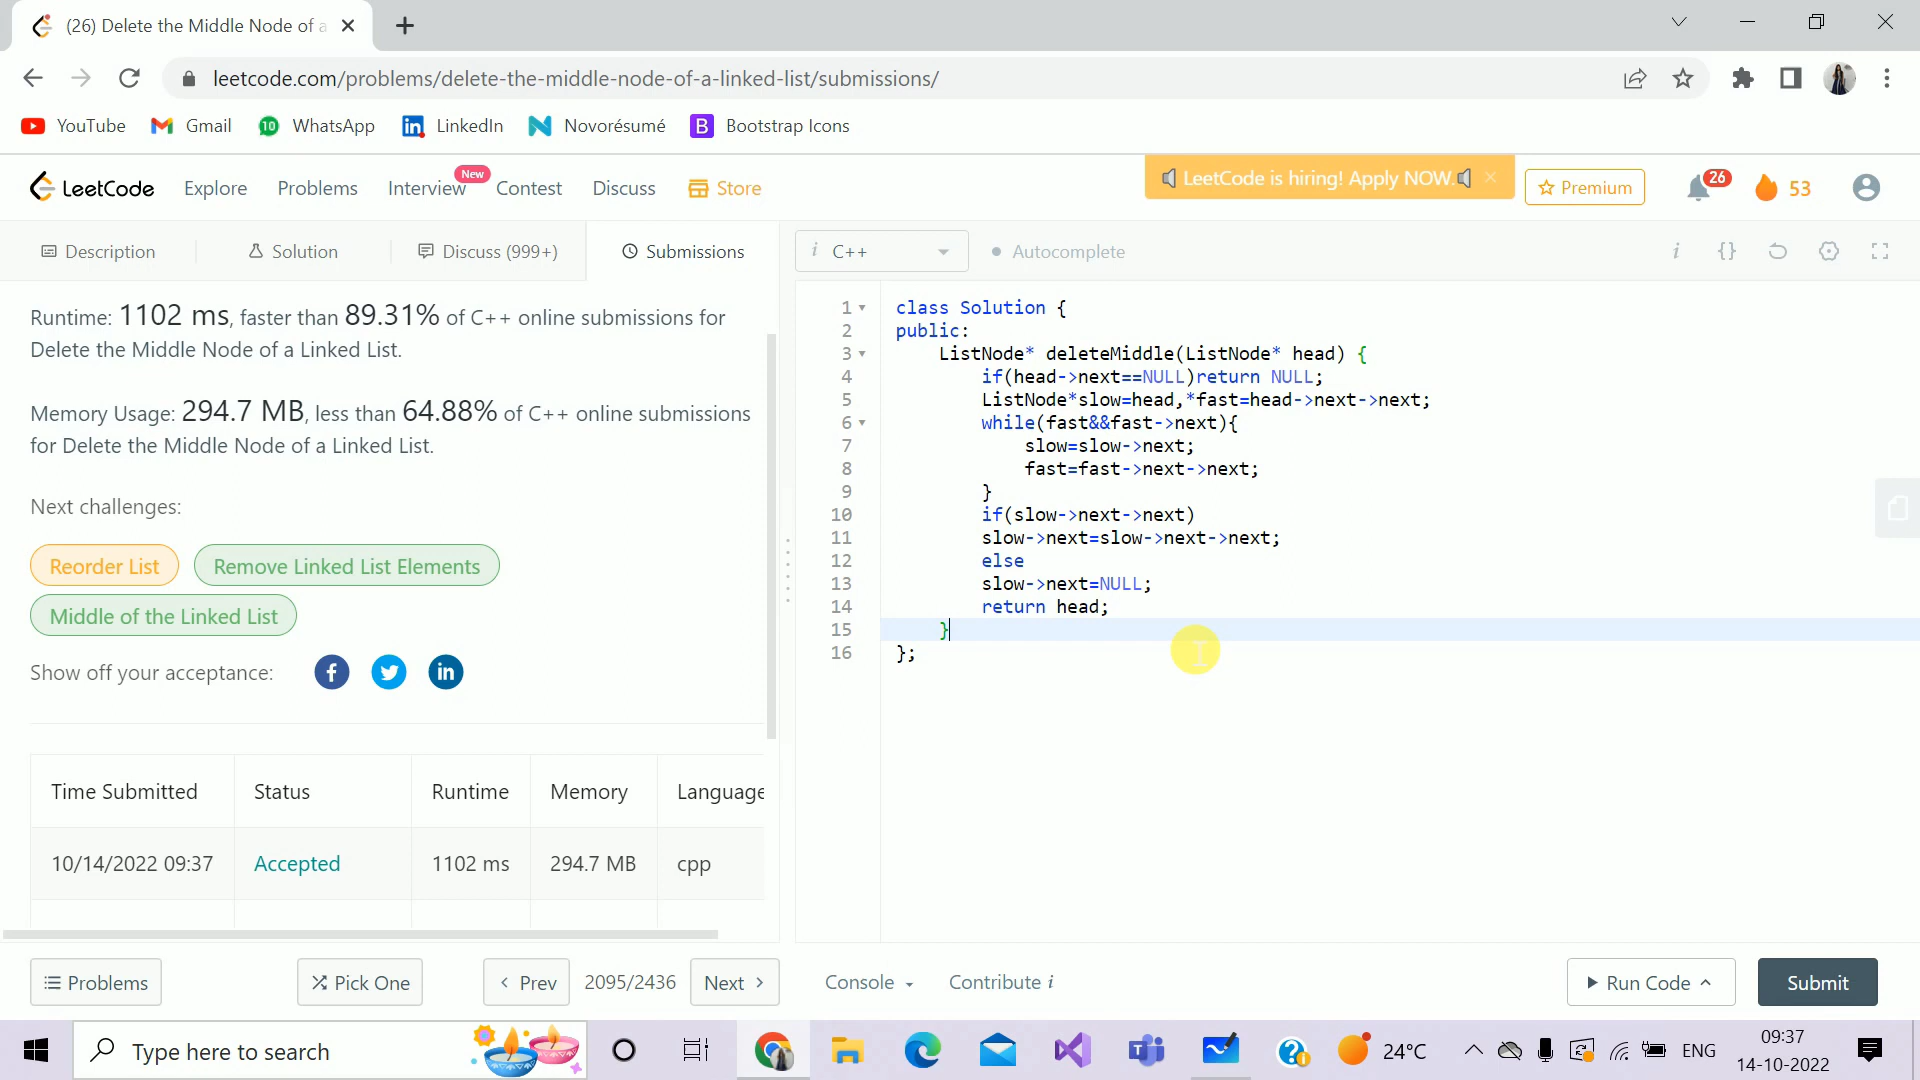 (26) Delete the Middle Node of a
leetcode.com/problems/delete-the-middle-node-of-a-linked-list/submissions/
YouTube Gmail 10 WhatsApp in LinkedIn Novorésumé B Bootstrap Icons
LeetCode Explore Problems Interview New Contest Discuss Store LeetCode is hiring! Apply NOW. Premium 26 53
Description Solution Discuss (999+) Submissions
i C++ Autocomplete i {}
Runtime: 1102 ms, faster than 89.31% of C++ online submissions for
Delete the Middle Node of a Linked List.
Memory Usage: 294.7 MB, less than 64.88% of C++ online submissions
for Delete the Middle Node of a Linked List.
Next challenges:
Reorder List Remove Linked List Elements
Middle of the Linked List
Show off your acceptance: f in
Time Submitted Status Runtime Memory Language
10/14/2022 09:37 Accepted 1102 ms 294.7 MB cpp
1 class Solution {
2 public:
3 ListNode* deleteMiddle(ListNode* head) {
4 if(head->next==NULL)return NULL;
5 ListNode*slow=head,*fast=head->next->next;
6 while(fast&&fast->next){
7 slow=slow->next;
8 fast=fast->next->next;
9 }
10 if(slow->next->next)
11 slow->next=slow->next->next;
12 else
13 slow->next=NULL;
14 return head;
15 }
16 };
Problems Pick One Prev 2095/2436 Next Console Contribute i Run Code Submit
Type here to search 24°C ENG 09:37
14-10-2022